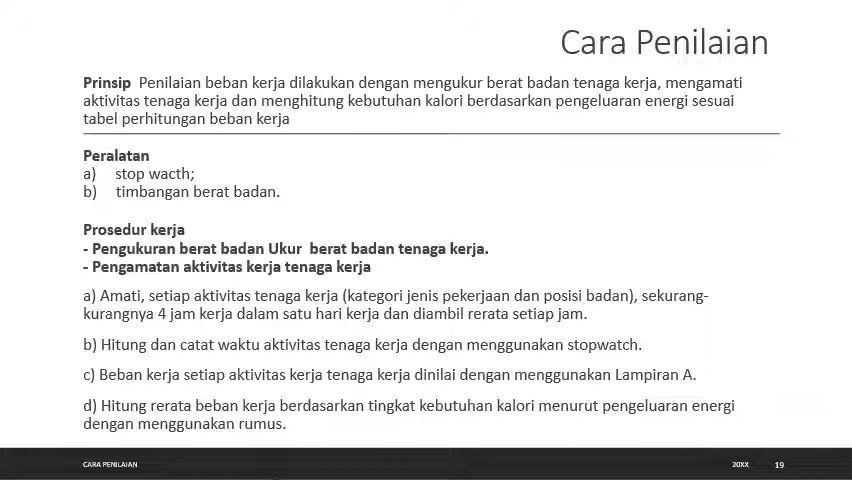 Cara Penilaian
Prinsip Penilaian beban kerja dilakukan dengan mengukur berat badan tenaga kerja, mengamati
aktivitas tenaga kerja dan menghitung kebutuhan kalori berdasarkan pengeluaran energi sesuai
tabel perhitungan beban kerja
Peralatan
a) stop wacth;
b) timbangan berat badan.
Prosedur kerja
- Pengukuran berat badan Ukur berat badan tenaga kerja.
- Pengamatan aktivitas kerja tenaga kerja
a) Amati, setiap aktivitas tenaga kerja (kategori jenis pekerjaan dan posisi badan), sekurang-
kurangnya 4 jam kerja dalam satu hari kerja dan diambil rerata setiap jam.
b) Hitung dan catat waktu aktivitas tenaga kerja dengan menggunakan stopwatch.
c) Beban kerja setiap aktivitas kerja tenaga kerja dinilai dengan menggunakan Lampiran A.
d) Hitung rerata beban kerja berdasarkan tingkat kebutuhan kalori menurut pengeluaran energi
dengan menggunakan rumus.
CARA PENILAIAN 20XX 19